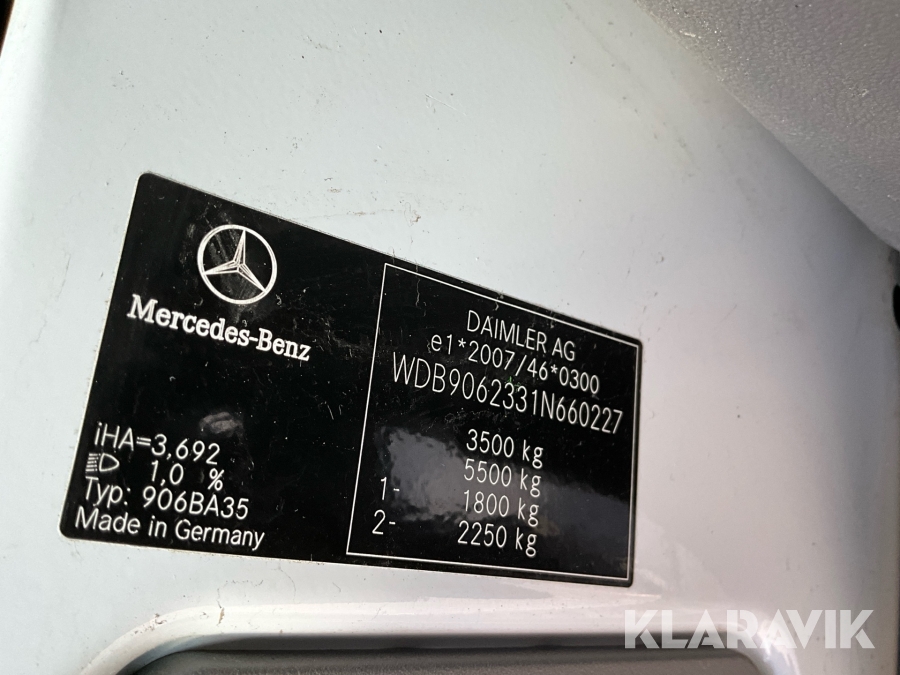 Mercedes-Benz
iHA=3,692
1,0 %
Typ: 906BA35
Made in Germany
DAIMLER AG
e1*2007/46*0300
WDB9062331N660227
3500 kg
5500 kg
1- 1800 kg
2- 2250 kg
KLARAVIK